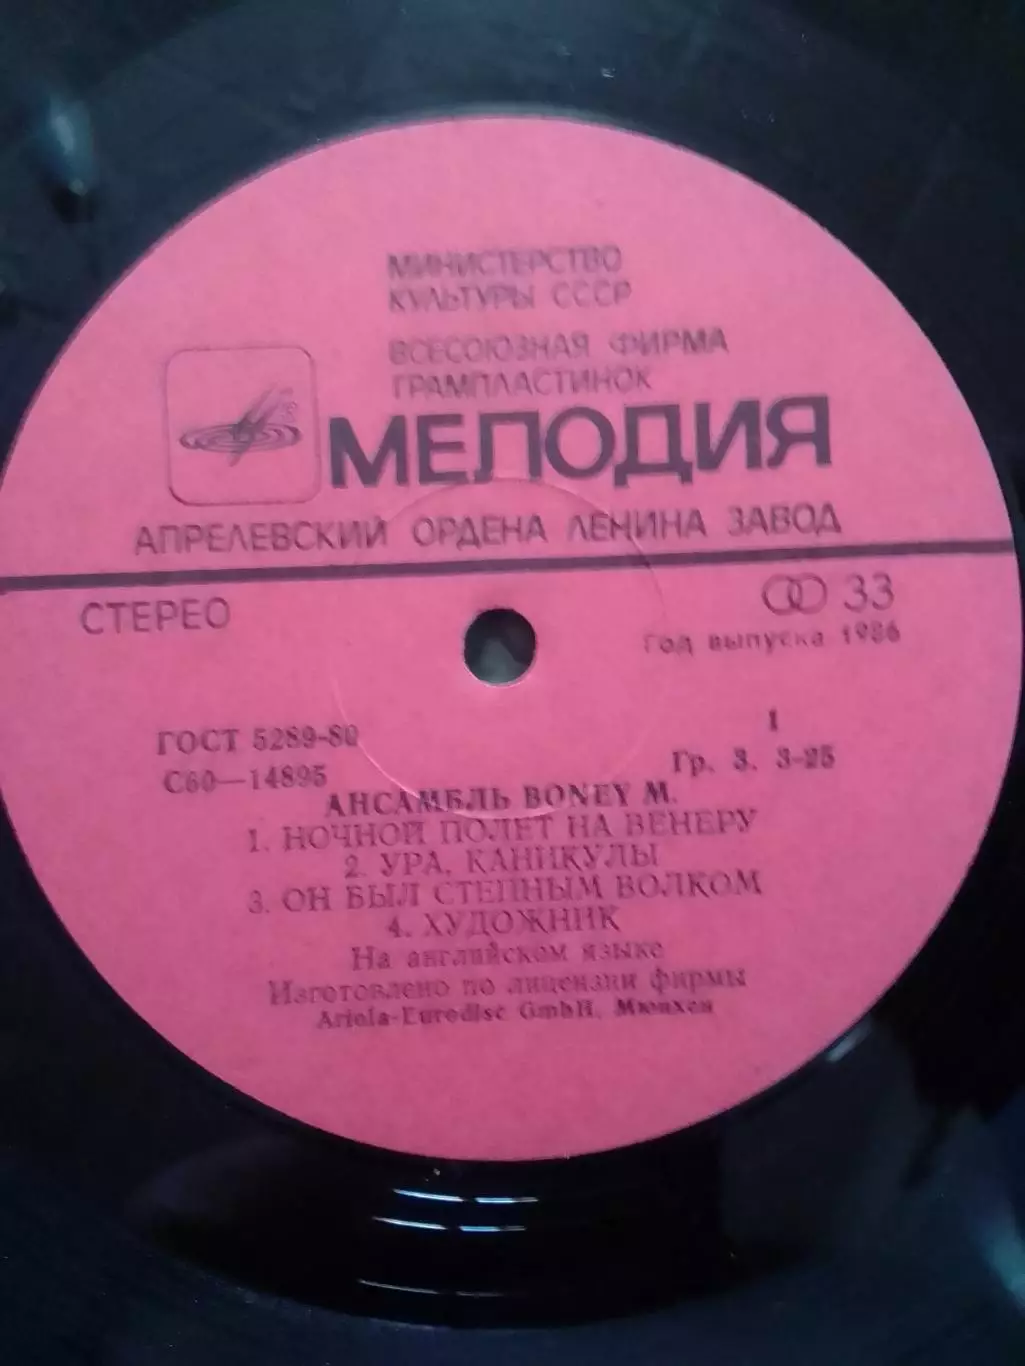 МИНИСТЕРСТВО
КУЛЬТУРЫ СССР
ВСЕСОЮЗНАЯ ФИРМА
ГРАМПЛАСТИНОК
МЕЛОДИЯ
АПРЕЛЕВСКИЙ ОРДЕНА ЛЕНИНА ЗАВОД
СТЕРЕО
33
Год выпуска 1986
ГОСТ 5289-80
1
С60—14895
Гр. 3. 3-25
АНСАМБЛЬ BONEY M.
1. НОЧНОЙ ПОЛЕТ НА ВЕНЕРУ
2. УРА, КАНИКУЛЫ
3. ОН БЫЛ СТЕПНЫМ ВОЛКОМ
4. ХУДОЖНИК
На английском языке
Изготовлено по лицензии фирмы
Ariola-Eurodisc GmbH, Мюнхен